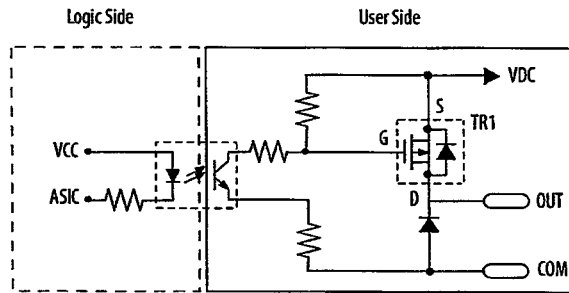 Logic Side
User Side
VDC
S
TR1
G
VCC
ASIC
D
OUT
COM